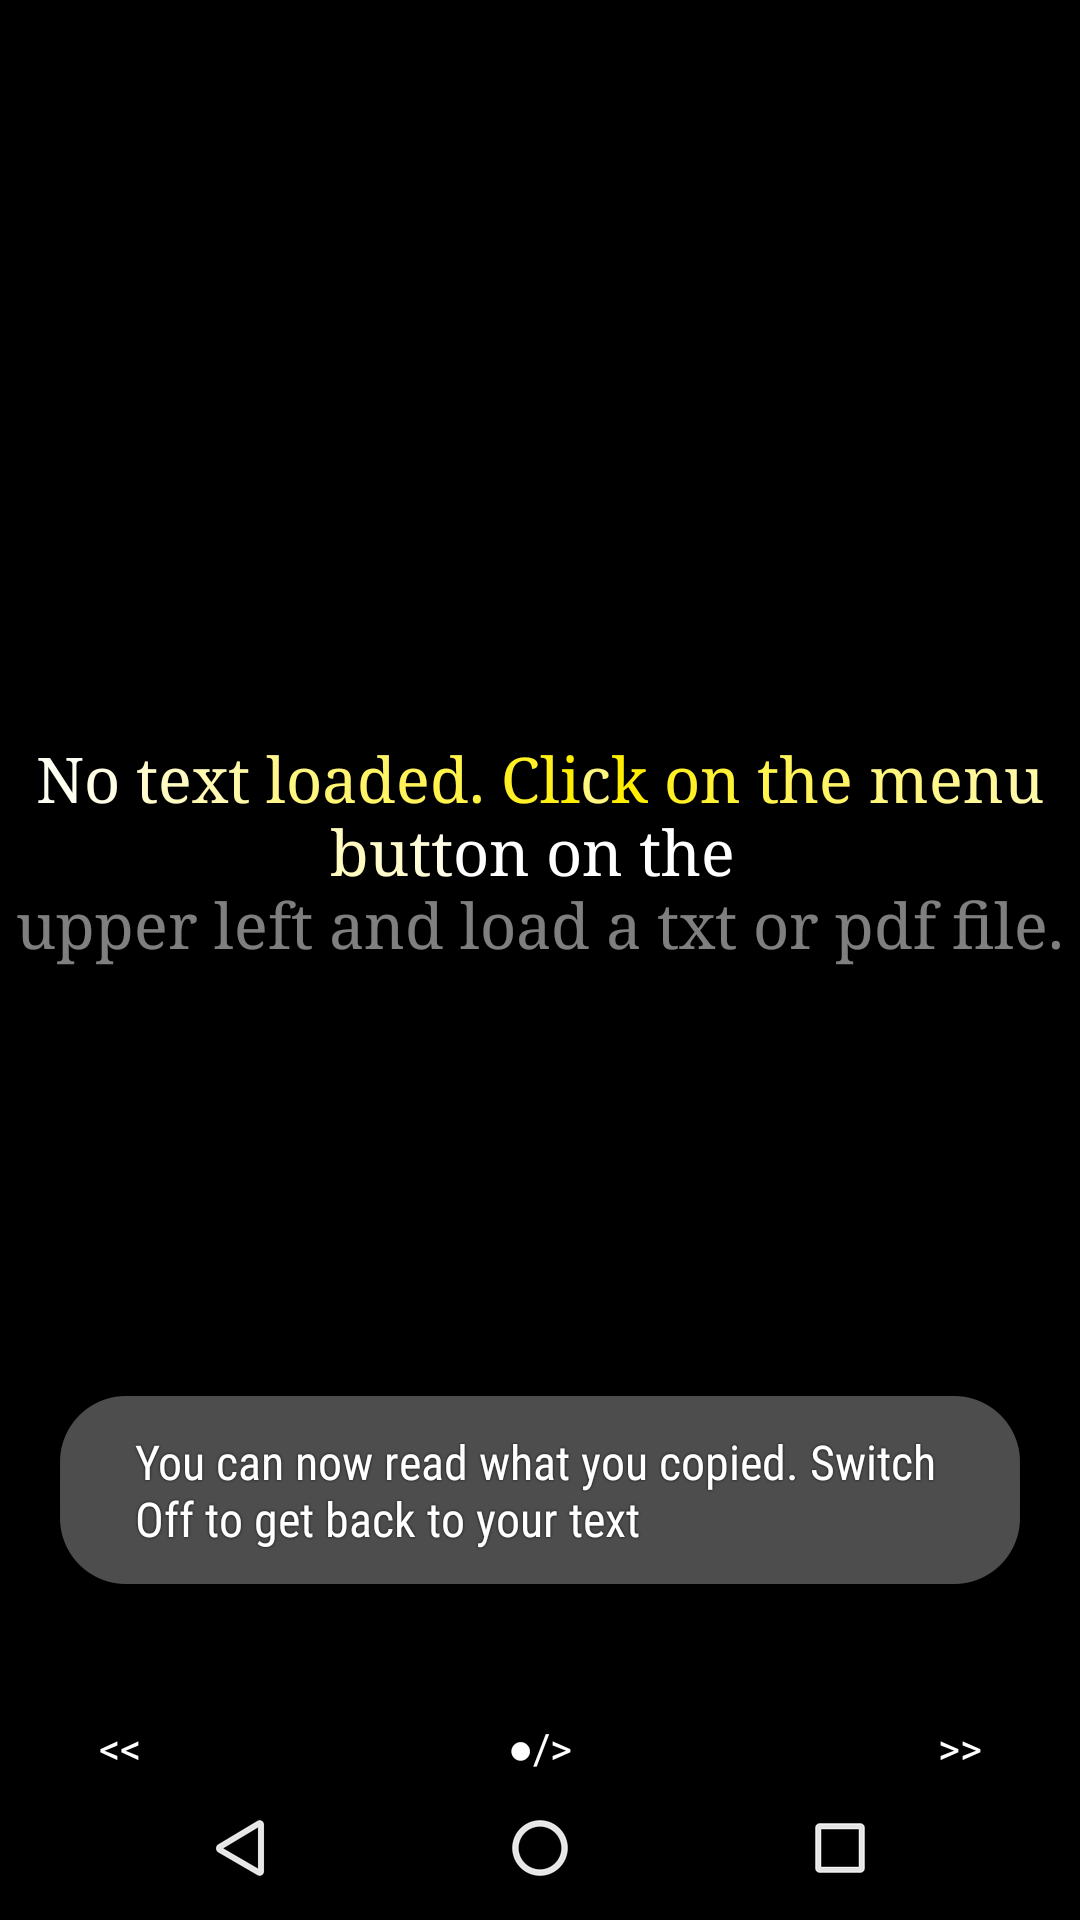 No text loaded. Click on the menu
button on the
upper left and load a txt or pdf file.
You can now read what you copied. Switch
Off to get back to your text
<< ●/> >>